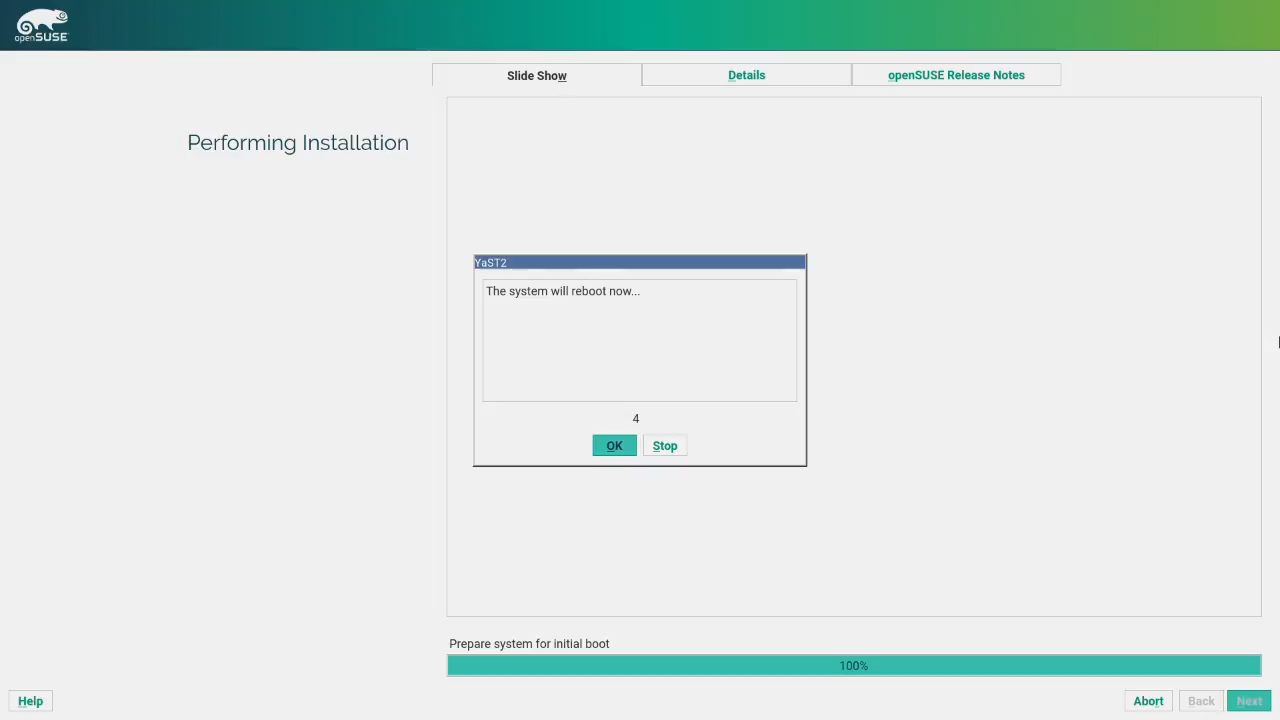 openSUSE
Slide Show
Details
openSUSE Release Notes
Performing Installation
YaST2
The system will reboot now...
4
OK
Stop
Prepare system for initial boot
100%
Help
Abort
Back
Next